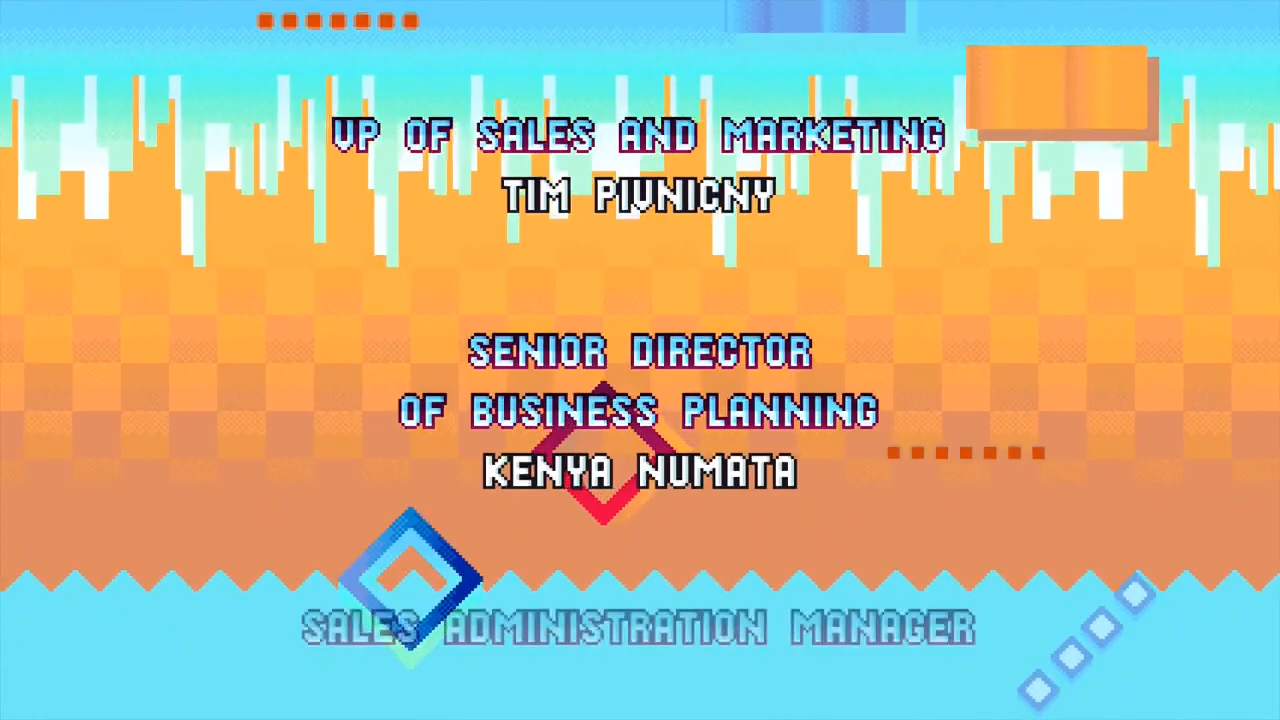 VP OF SALES AND MARKETING
TIM PIVNICNY
SENIOR DIRECTOR
OF BUSINESS PLANNING
KENYA NUMATA
SALES ADMINISTRATION MANAGER